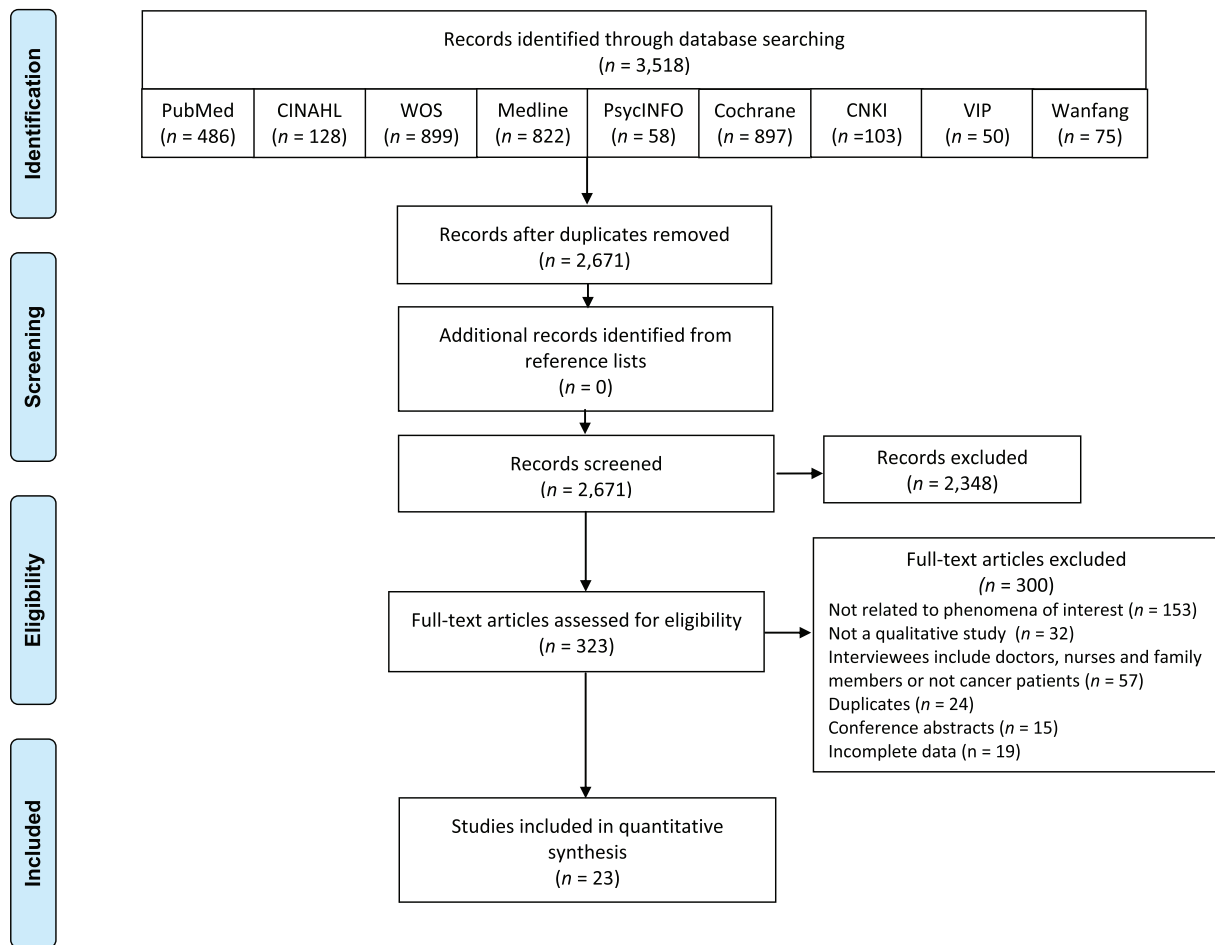 Identification
Records identified through database searching
(n = 3,518)
PubMed
(n = 486)
CINAHL
(n = 128)
WOS
(n = 899)
Medline
(n = 822)
PsycINFO
(n = 58)
Cochrane
(n = 897)
CNKI
(n =103)
VIP
(n = 50)
Wanfang
(n = 75)
Records after duplicates removed
(n = 2,671)
Screening
Additional records identified from
reference lists
(n = 0)
Records screened
(n = 2,671)
Records excluded
(n = 2,348)
Eligibility
Full-text articles assessed for eligibility
(n = 323)
Full-text articles excluded
(n = 300)
Not related to phenomena of interest (n = 153)
Not a qualitative study (n = 32)
Interviewees include doctors, nurses and family
members or not cancer patients (n = 57)
Duplicates (n = 24)
Conference abstracts (n = 15)
Incomplete data (n = 19)
Included
Studies included in quantitative
synthesis
(n = 23)